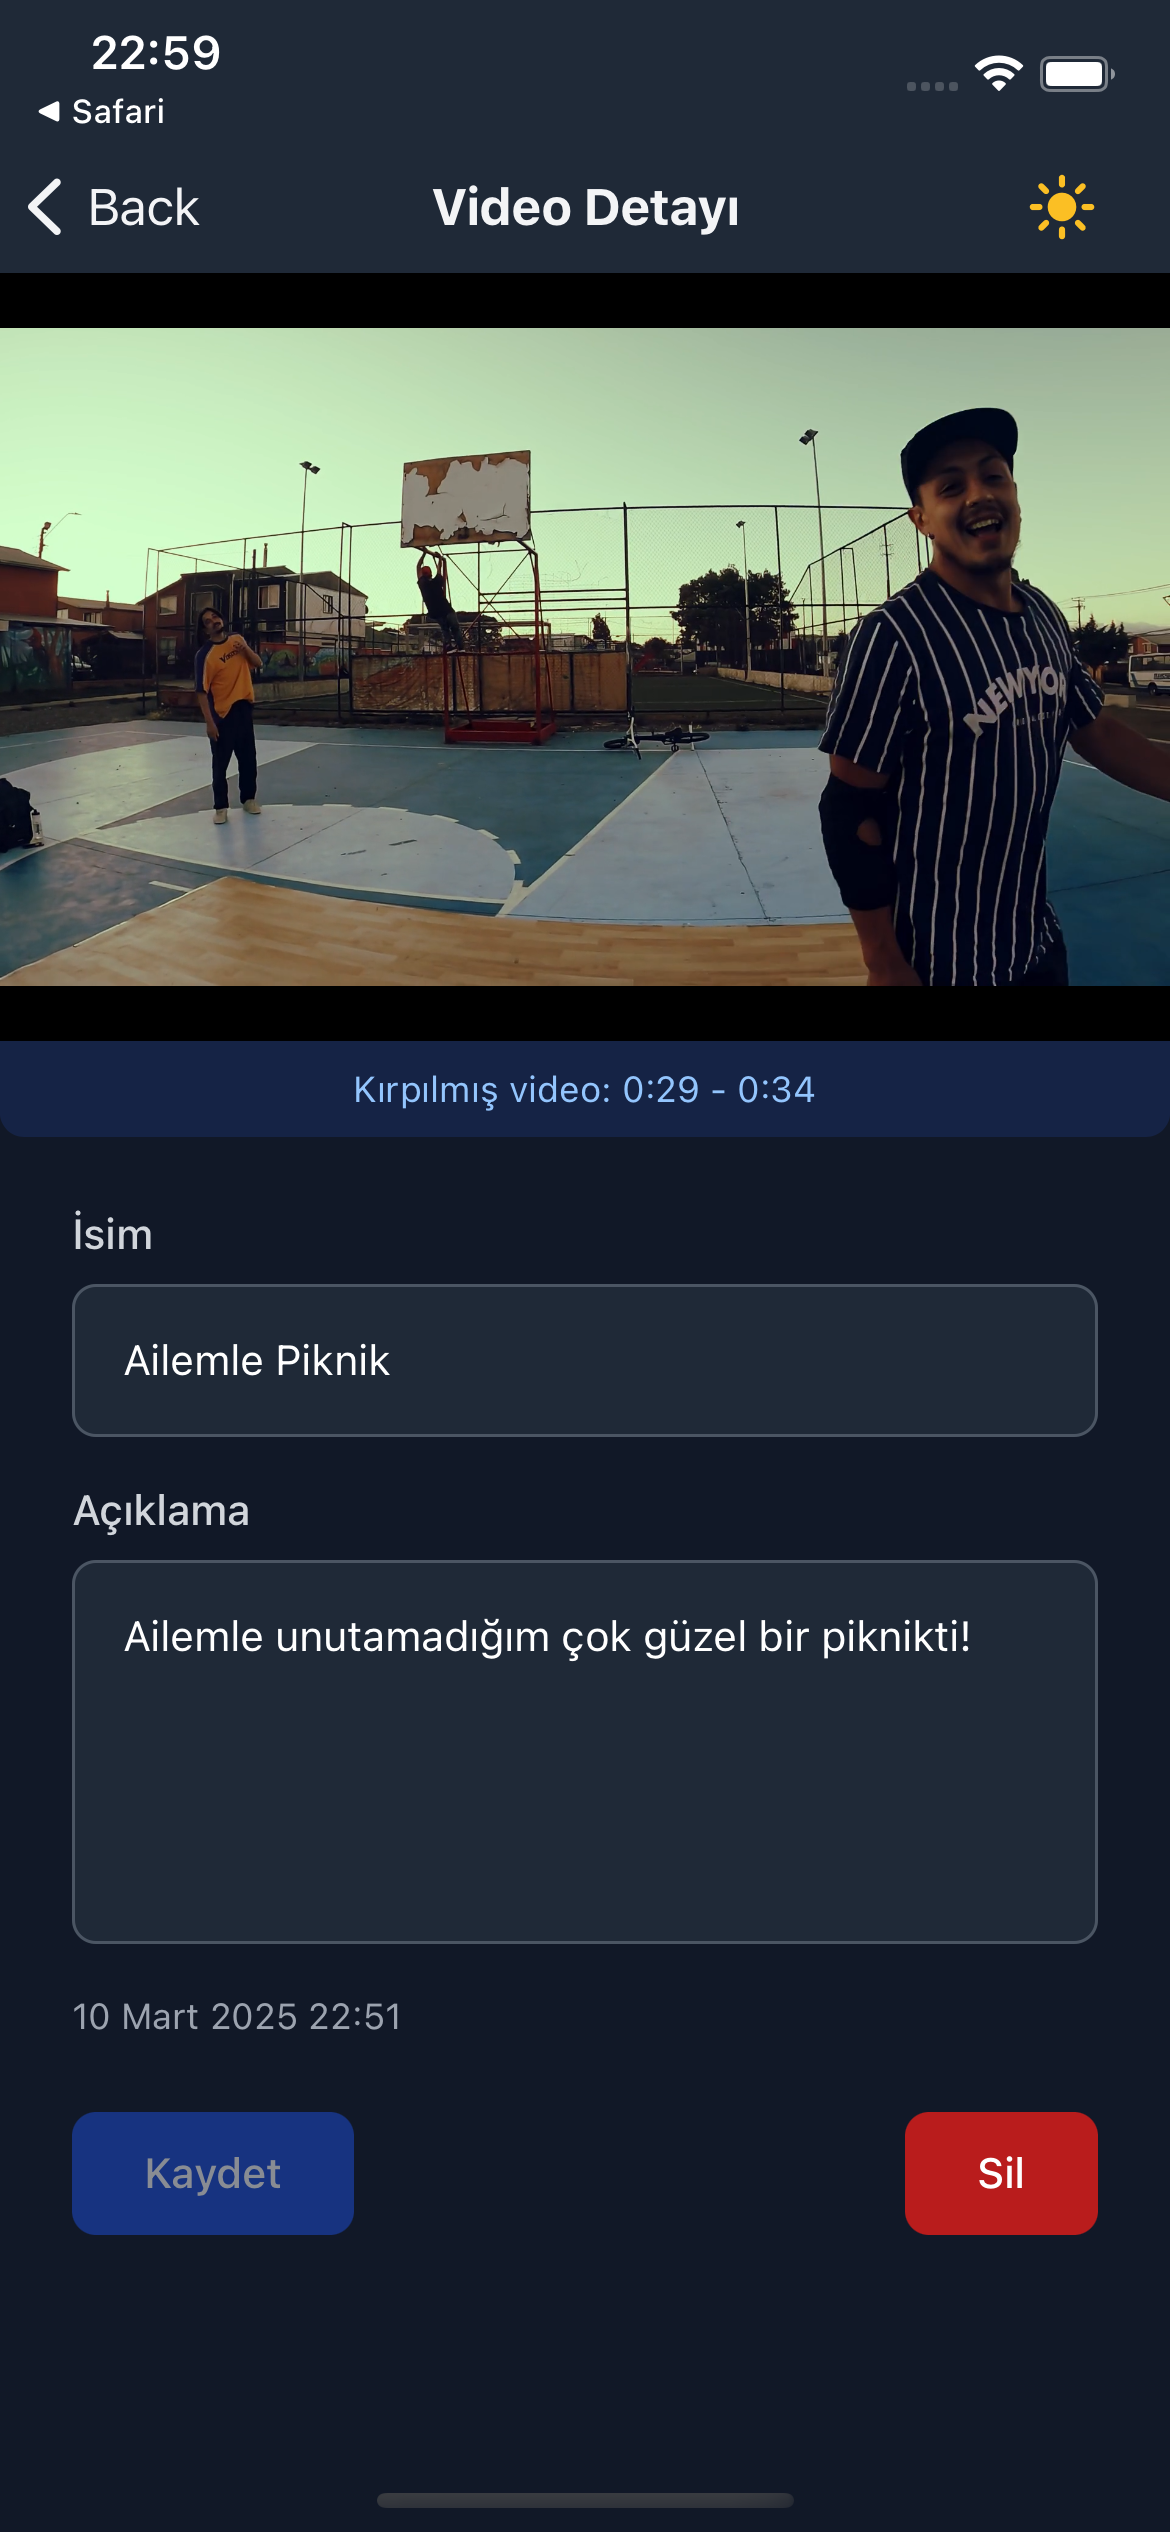 22:59
Safari
Back
Video Detayı
NEWYOR
Kırpılmış video: 0:29 - 0:34
İsim
Ailemle Piknik
Açıklama
Ailemle unutamadığım çok güzel bir piknikti!
10 Mart 2025 22:51
Kaydet
Sil